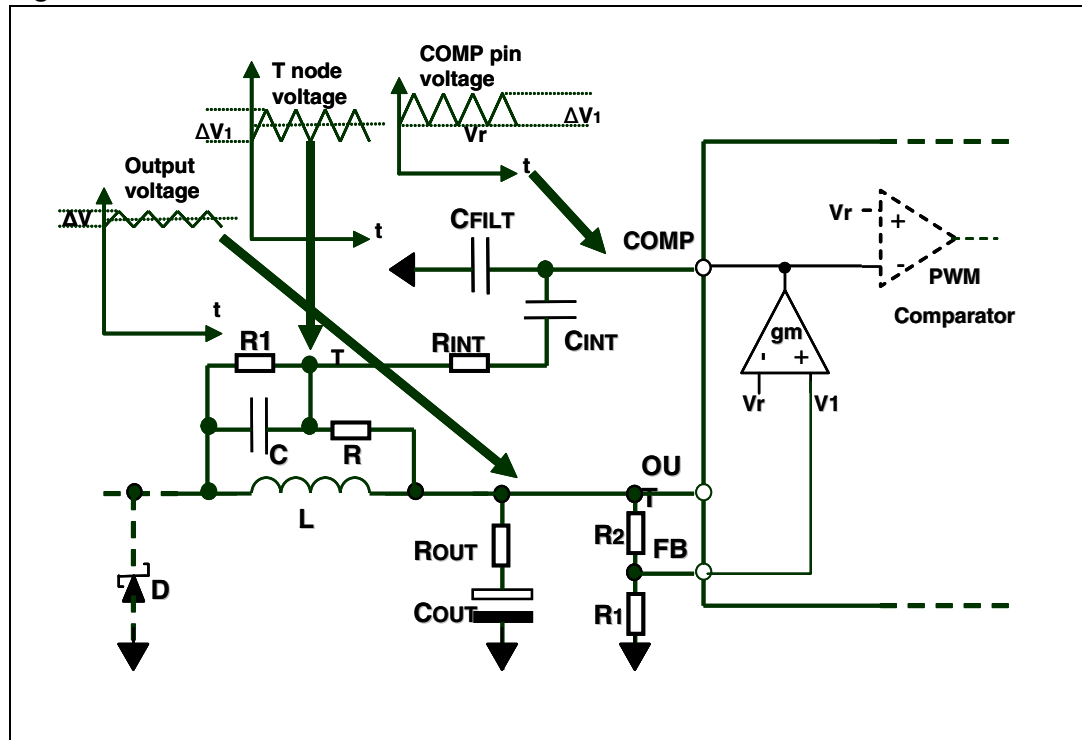 T node
voltage
COMP pin
voltage
ΔV1
Vr
ΔV1
t
Output
voltage
ΔV
t
t
CFILT
COMP
Vr
+
-
PWM
Comparator
gm
-
+
Vr
V1
R1
T
RINT
CINT
C
R
L
OU
T
ROUT
R2
FB
D
COUT
R1